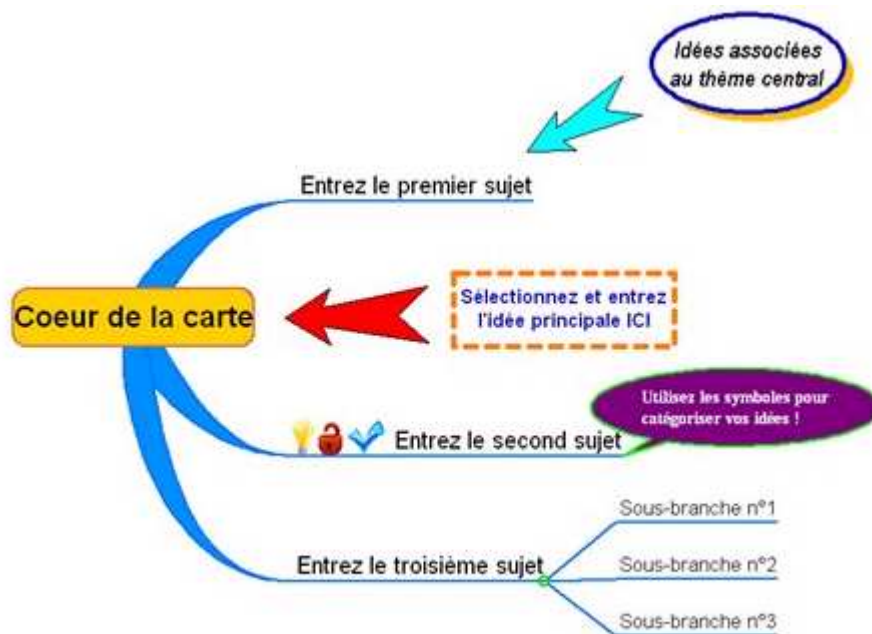 Idées associées
au thème central
Entrez le premier sujet
Coeur de la carte
Sélectionnez et entrez
l'idée principale ICI
Utilisez les symboles pour
catégoriser vos idées !
Entrez le second sujet
Sous-branche n°1
Entrez le troisième sujet
Sous-branche n°2
Sous-branche n°3